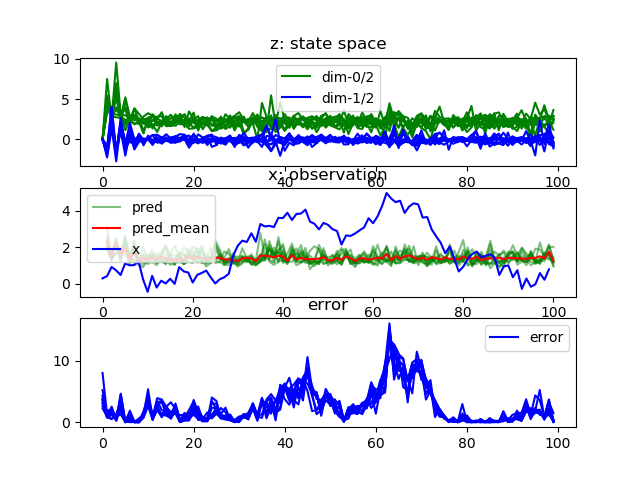 z: state space
10
5
0
dim-0/2
dim-1/2
0 20 40 60 80 100
x: observation
4
2
0
pred
pred_mean
x
0 20 40 60 80 100
error
10
0
error
0 20 40 60 80 100